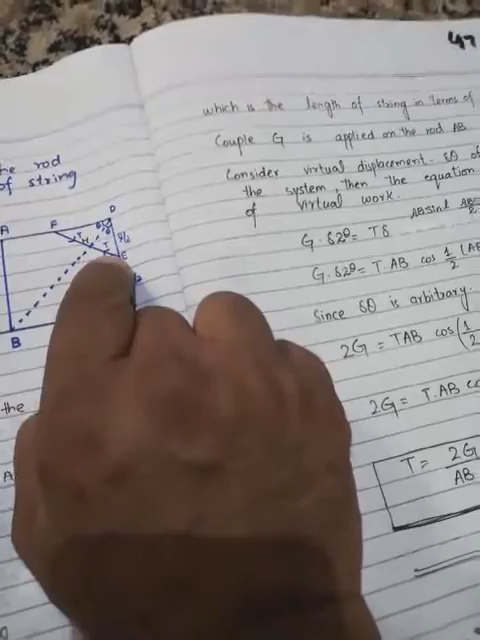 47
the rod
of string
A
F
D
E
B
the
A
which is the length of string in terms of
Couple G is applied on the rod AB
Consider virtual displacement δθ of
the system, then the equation
of virtual work.
G·δ2θ = Tδ
G·δ2θ = T·AB cos 1/2
Since δθ is arbitrary.
2G = TAB cos (1/2
2G = T·AB
T = 2G
AB